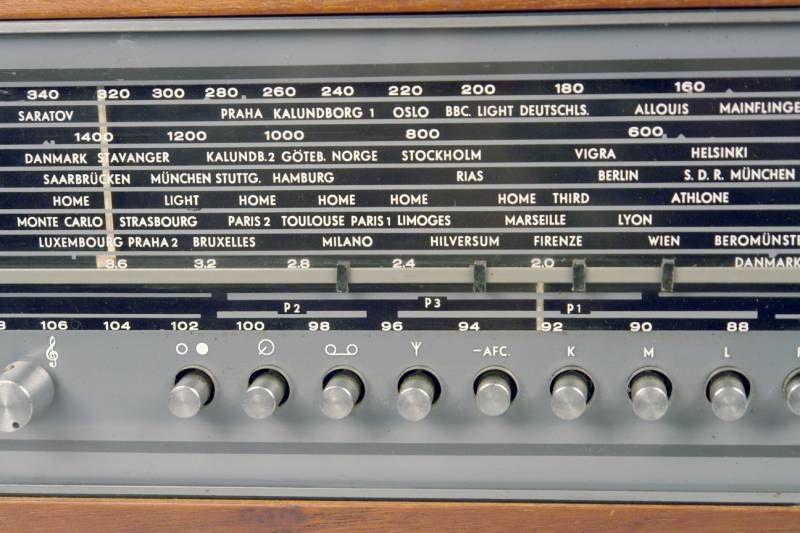 340 320 300 280 260 240 220 200 180 160
SARATOV PRAHA KALUNDBORG 1 OSLO BBC. LIGHT DEUTSCHLS. ALLOUIS MAINFLINGE
1400 1200 1000 800 600
DANMARK STAVANGER KALUNDB.2 GÖTEB. NORGE STOCKHOLM VIGRA HELSINKI
SAARBRÜCKEN MÜNCHEN STUTTG. HAMBURG RIAS BERLIN S.D.R. MÜNCHEN
HOME LIGHT HOME HOME HOME HOME THIRD ATHLONE
MONTE CARLO STRASBOURG PARIS 2 TOULOUSE PARIS 1 LIMOGES MARSEILLE LYON
LUXEMBOURG PRAHA 2 BRUXELLES MILANO HILVERSUM FIRENZE WIEN BEROMÜNSTE
3.6 3.2 2.8 2.4 2.0 DANMARK
P2 P3 P1
8 106 104 102 100 98 96 94 92 90 88
-AFC. K M L